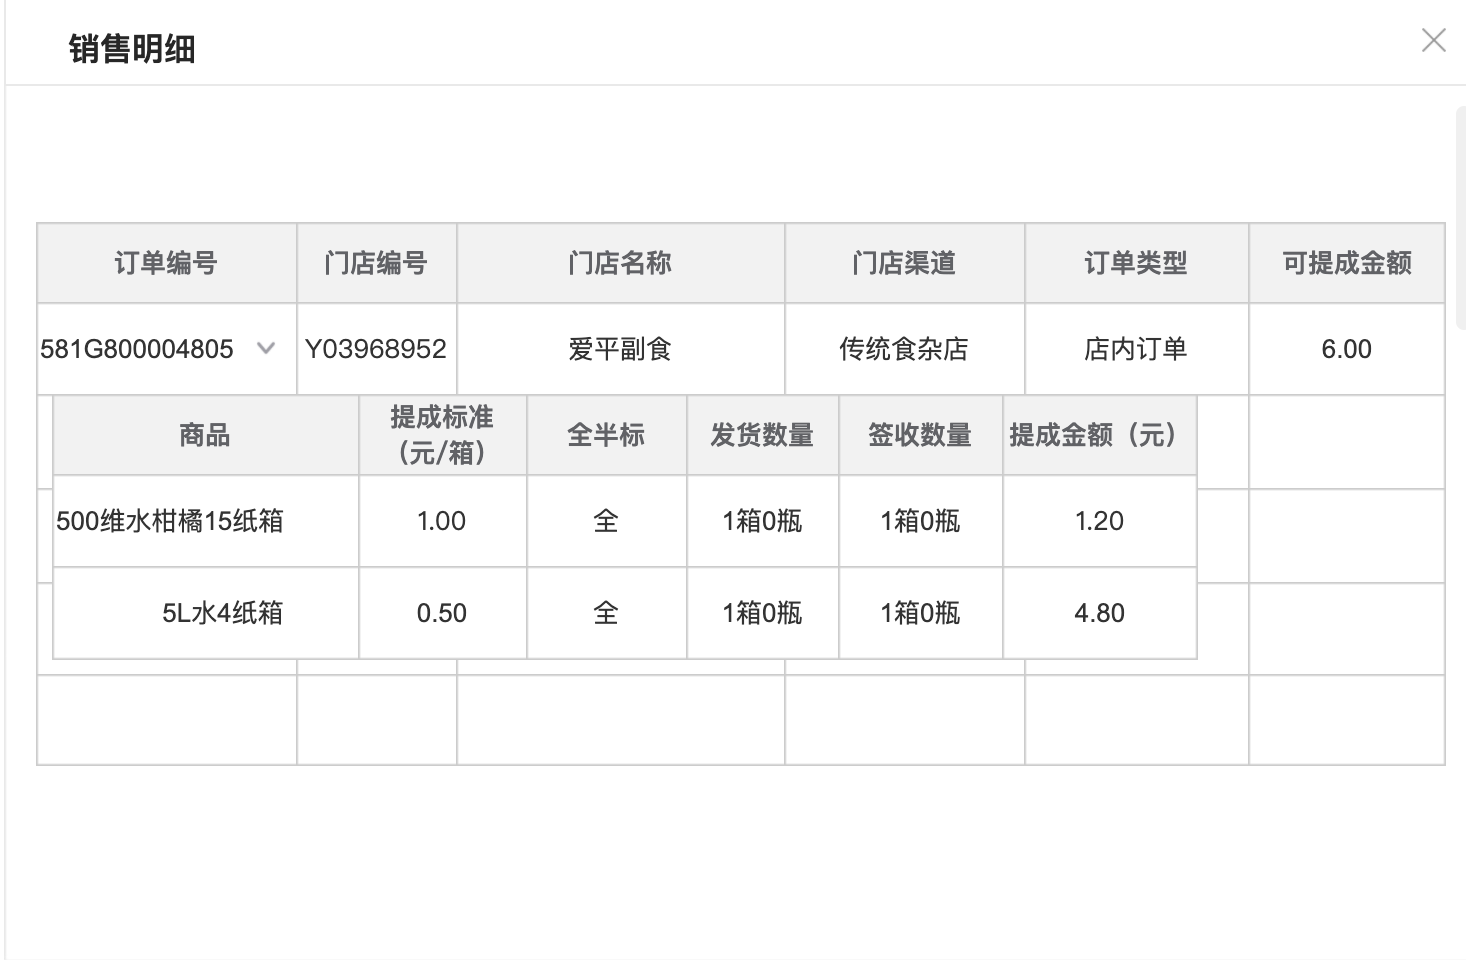 销售明细
订单编号 门店编号 门店名称 门店渠道 订单类型 可提成金额
581G800004805 Y03968952 爱平副食 传统食杂店 店内订单 6.00
商品 提成标准（元/箱） 全半标 发货数量 签收数量 提成金额（元）
500维水柑橘15纸箱 1.00 全 1箱0瓶 1箱0瓶 1.20
5L水4纸箱 0.50 全 1箱0瓶 1箱0瓶 4.80